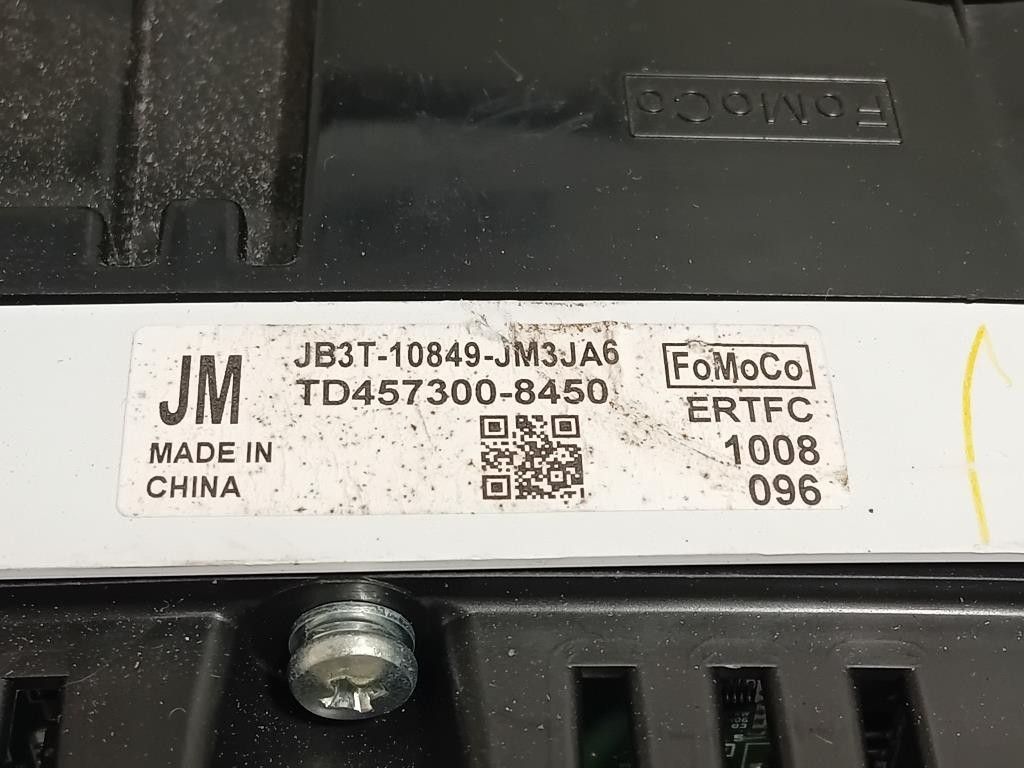 FoMoCo
JM
MADE IN
CHINA
JB3T-10849-JM3JA6
TD457300-8450
FoMoCo
ERTFC
1008
096